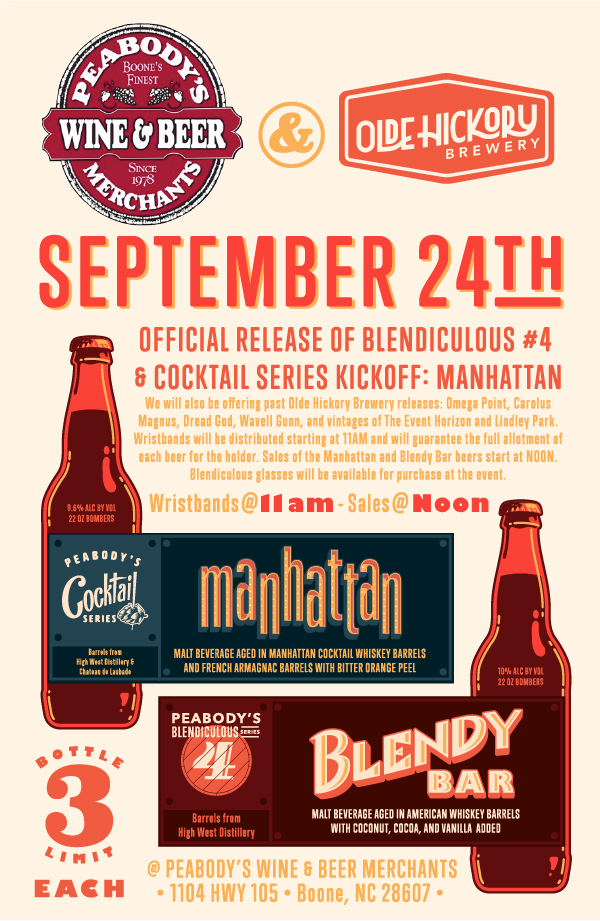 PEABODY'S
BOONE'S
FINEST
WINE & BEER
SINCE
1978
MERCHANTS
&
OLDE HICKORY
BREWERY
SEPTEMBER 24TH
OFFICIAL RELEASE OF BLENDICULOUS #4
& COCKTAIL SERIES KICKOFF: MANHATTAN
We will also be offering past Olde Hickory Brewery releases: Omega Point, Carolus
Magnus, Dread God, Wavell Gunn, and vintages of The Event Horizon and Lindley Park.
Wristbands will be distributed starting at 11AM and will guarantee the full allotment of
each beer for the holder. Sales of the Manhattan and Blendy Bar beers start at NOON.
Blendiculous glasses will be available for purchase at the event.
Wristbands @ 11am - Sales @ Noon
9.6% ALC BY VOL
22 OZ BOMBERS
PEABODY'S
Cocktail
SERIES
Barrels from
High West Distillery &
Chateau de Laubade
manhattan
MALT BEVERAGE AGED IN MANHATTAN COCKTAIL WHISKEY BARRELS
AND FRENCH ARMAGNAC BARRELS WITH BITTER ORANGE PEEL
10% ALC BY VOL
22 OZ BOMBERS
PEABODY'S
BLENDICULOUS SERIES
4
Barrels from
High West Distillery
BLENDY
BAR
MALT BEVERAGE AGED IN AMERICAN WHISKEY BARRELS
WITH COCONUT, COCOA, AND VANILLA ADDED
BOTTLE
3
LIMIT
EACH
@ PEABODY'S WINE & BEER MERCHANTS
• 1104 HWY 105 • Boone, NC 28607 •